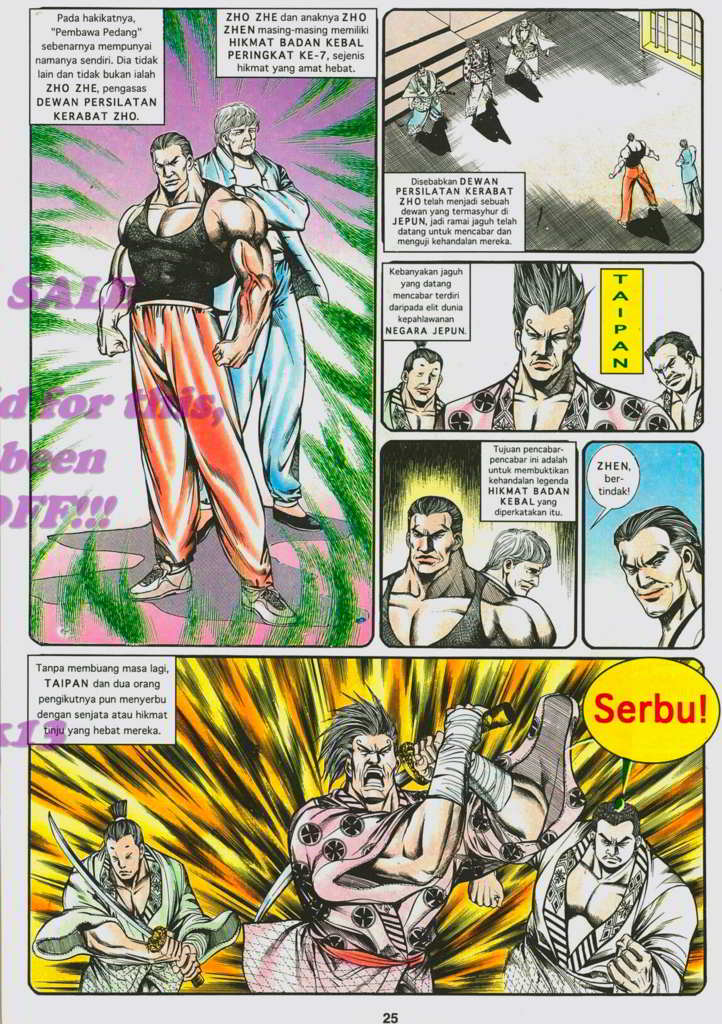 Pada hakikatnya,
"Pembawa Pedang"
sebenarnya mempunyai
namanya sendiri. Dia tidak
lain dan tidak bukan ialah
ZHO ZHE, pengasas
DEWAN PERSILATAN
KERABAT ZHO.
ZHO ZHE dan anaknya ZHO
ZHEN masing-masing memiliki
HIKMAT BADAN KEBAL
PERINGKAT KE-7, sejenis
hikmat yang amat hebat.
Disebabkan DEWAN
PERSILATAN KERABAT
ZHO telah menjadi sebuah
dewan yang termasyhur di
JEPUN, jadi ramai jaguh telah
datang untuk mencabar dan
menguji kehandalan mereka.
Kebanyakan jaguh
yang datang
mencabar terdiri
daripada elit dunia
kepahlawanan
NEGARA JEPUN.
TAIPAN
Tujuan pencabar-
pencabar ini adalah
untuk membuktikan
kehandalan legenda
HIKMAT BADAN
KEBAL yang
diperkatakan itu.
ZHEN,
ber-
tindak!
SALE
for this,
been
OFF!!!
Tanpa membuang masa lagi,
TAIPAN dan dua orang
pengikutnya pun menyerbu
dengan senjata atau hikmat
tinju yang hebat mereka.
Serbu!
25